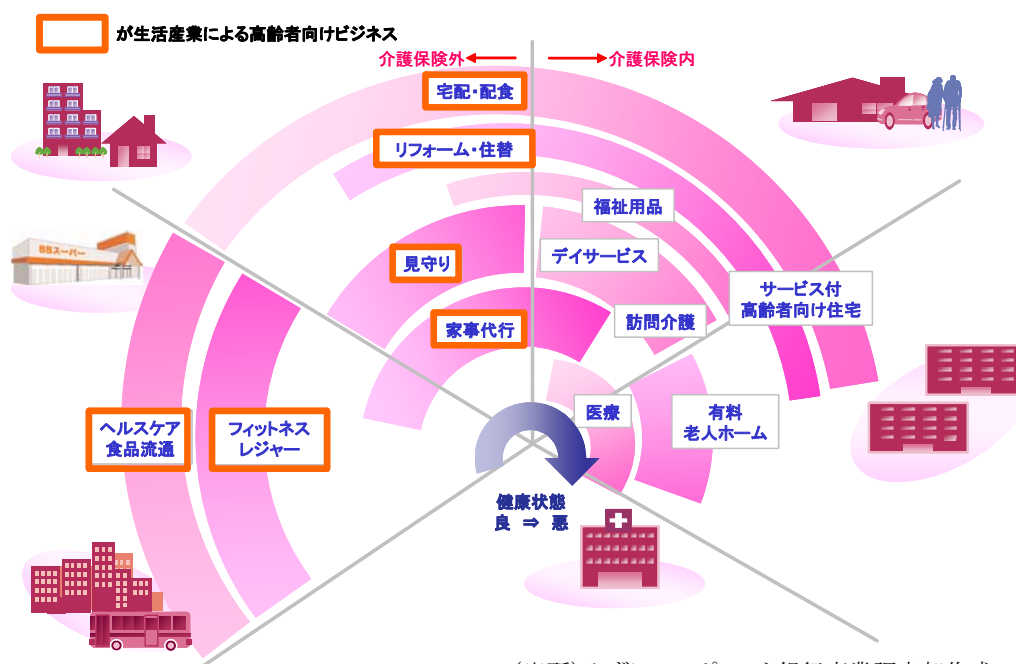 が生活産業による高齢者向けビジネス
介護保険外
介護保険内
宅配・配食
リフォーム・住替
福祉用品
見守り
デイサービス
BBスーパー
サービス付
高齢者向け住宅
家事代行
訪問介護
医療
有料
老人ホーム
ヘルスケア
食品流通
フィットネス
レジャー
健康状態
良 ⇒ 悪